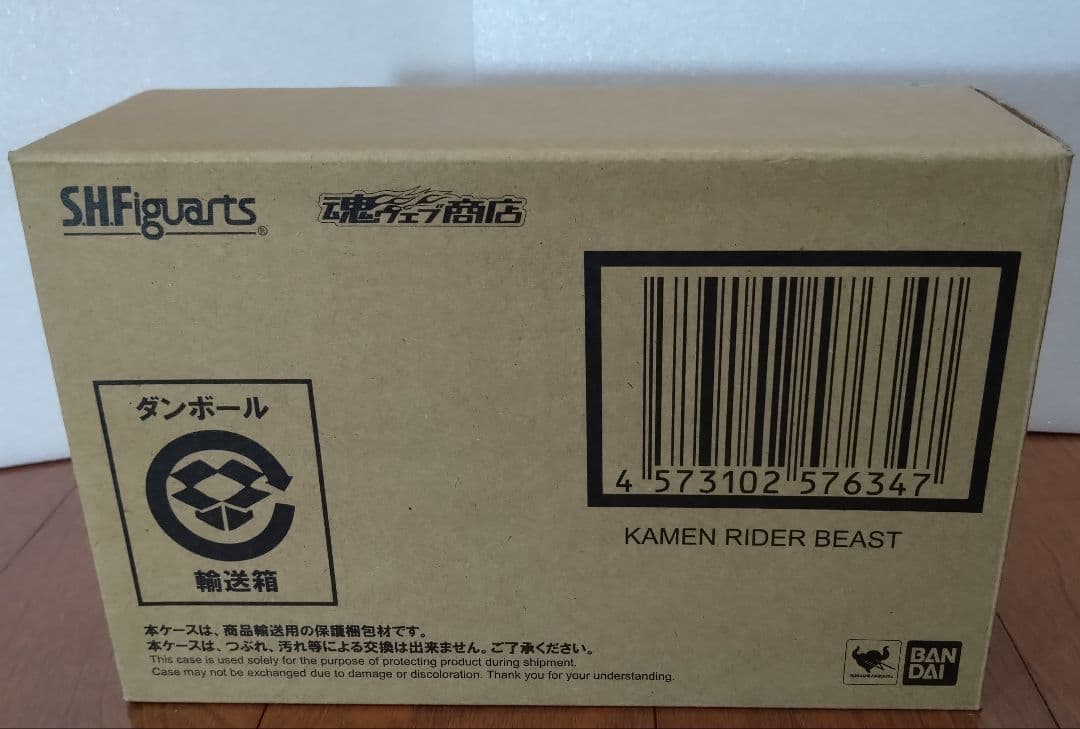 S.H.Figuarts®
魂ウェブ商店
4 573102 576347
KAMEN RIDER BEAST
ダンボール
輸送箱
本ケースは、商品輸送用の保護梱包材です。
本ケースは、つぶれ、汚れ等による交換は出来ません。ご了承ください。
This case is used solely for the purpose of protecting product during shipment.
Case may not be exchanged due to damage or discoloration. Thank you for your understanding.
BAN
DAI